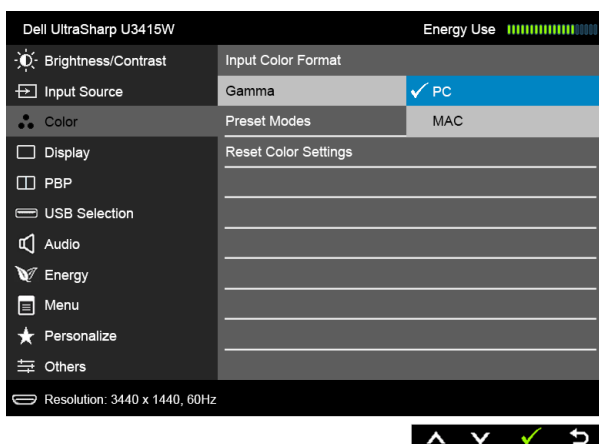 Dell UltraSharp U3415W
Energy Use
Brightness/Contrast
Input Color Format
Input Source
Gamma
PC
Color
Preset Modes
MAC
Display
Reset Color Settings
PBP
USB Selection
Audio
Energy
Menu
Personalize
Others
Resolution: 3440 x 1440, 60Hz